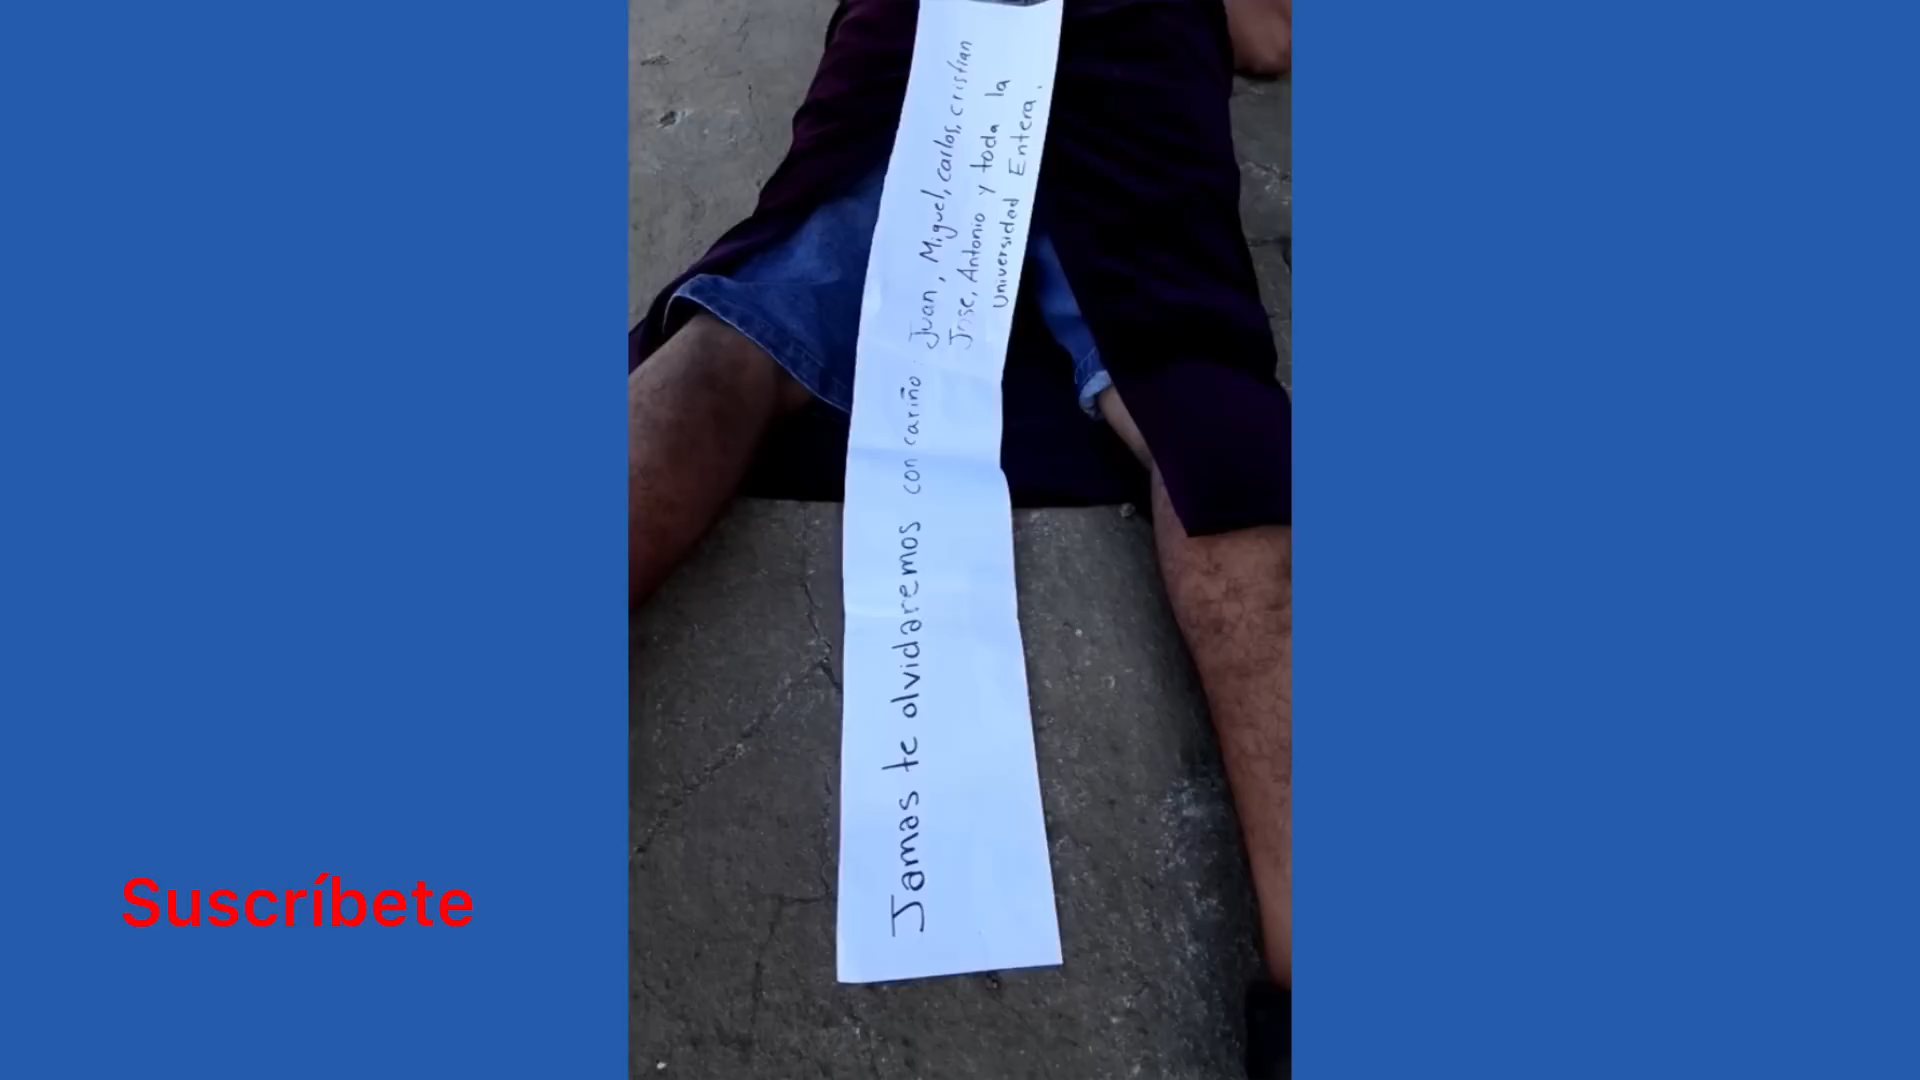 Jamas te olvidaremos con cariño: Juan, Miguel, carlos, cristian
Jose, Antonio y toda la
Universidad Entera.
Suscríbete